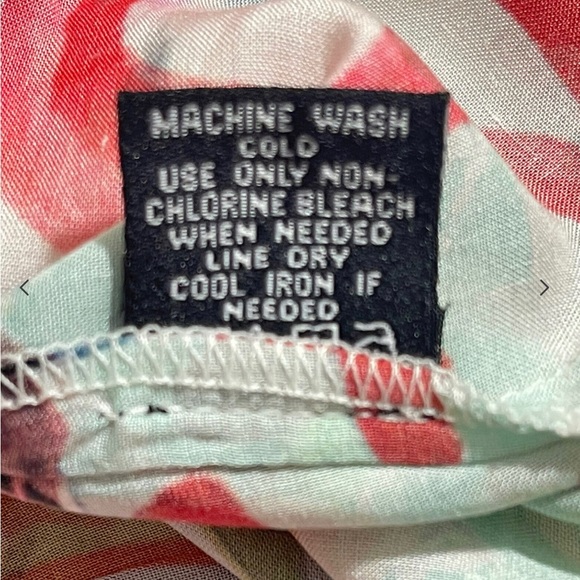 MACHINE WASH
COLD
USE ONLY NON-
CHLORINE BLEACH
WHEN NEEDED
LINE DRY
COOL IRON IF
NEEDED